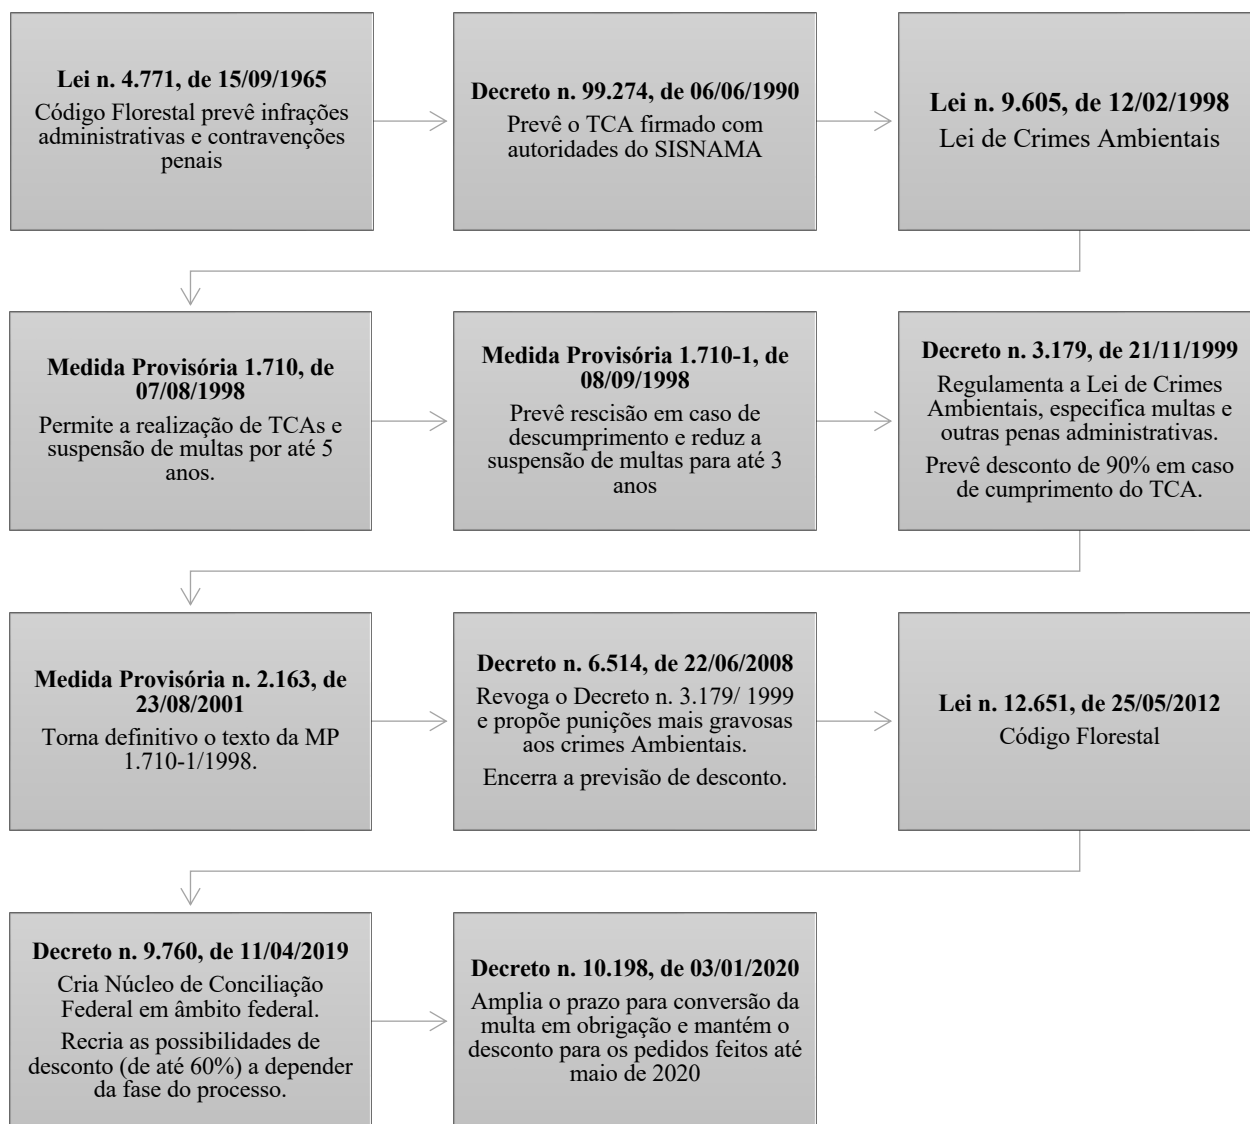 Lei n. 4.771, de 15/09/1965
Código Florestal prevê infrações
administrativas e contravenções
penais
Decreto n. 99.274, de 06/06/1990
Prevê o TCA firmado com
autoridades do SISNAMA
Lei n. 9.605, de 12/02/1998
Lei de Crimes Ambientais
Medida Provisória 1.710, de
07/08/1998
Permite a realização de TCAs e
suspensão de multas por até 5
anos.
Medida Provisória 1.710-1, de
08/09/1998
Prevê rescisão em caso de
descumprimento e reduz a
suspensão de multas para até 3
anos
Decreto n. 3.179, de 21/11/1999
Regulamenta a Lei de Crimes
Ambientais, especifica multas e
outras penas administrativas.
Prevê desconto de 90% em caso
de cumprimento do TCA.
Medida Provisória n. 2.163, de
23/08/2001
Torna definitivo o texto da MP
1.710-1/1998.
Decreto n. 6.514, de 22/06/2008
Revoga o Decreto n. 3.179/ 1999
e propõe punições mais gravosas
aos crimes Ambientais.
Encerra a previsão de desconto.
Lei n. 12.651, de 25/05/2012
Código Florestal
Decreto n. 9.760, de 11/04/2019
Cria Núcleo de Conciliação
Federal em âmbito federal.
Recria as possibilidades de
desconto (de até 60%) a depender
da fase do processo.
Decreto n. 10.198, de 03/01/2020
Amplia o prazo para conversão da
multa em obrigação e mantém o
desconto para os pedidos feitos até
maio de 2020